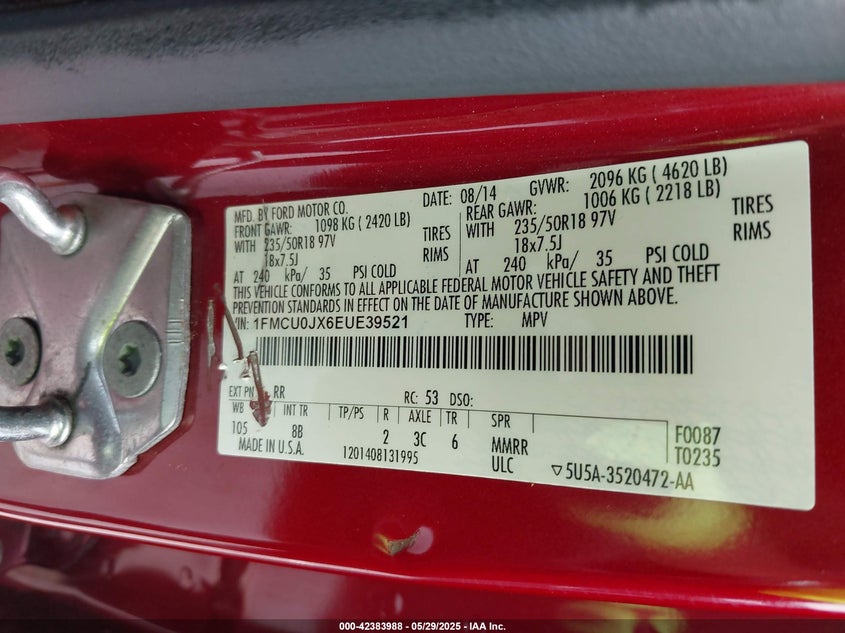 MFD. BY FORD MOTOR CO. DATE: 08/14 GVWR: 2096 KG ( 4620 LB)
FRONT GAWR: 1098 KG ( 2420 LB) REAR GAWR: 1006 KG ( 2218 LB)
WITH 235/50R18 97V TIRES WITH 235/50R18 97V TIRES
18x7.5J RIMS 18x7.5J RIMS
AT 240 kPa/ 35 PSI COLD AT 240 kPa/ 35 PSI COLD
THIS VEHICLE CONFORMS TO ALL APPLICABLE FEDERAL MOTOR VEHICLE SAFETY AND THEFT
PREVENTION STANDARDS IN EFFECT ON THE DATE OF MANUFACTURE SHOWN ABOVE.
VIN: 1FMCU0JX6EUE39521 TYPE: MPV
EXT PNT: RR RC: 53 DSO:
WB INT TR TP/PS R AXLE TR SPR
105 8B 2 3C 6 MMRR F0087
MADE IN U.S.A. 1201408131995 ULC T0235
▽5U5A-3520472-AA
000-42383988 - 05/29/2025 - IAA Inc.